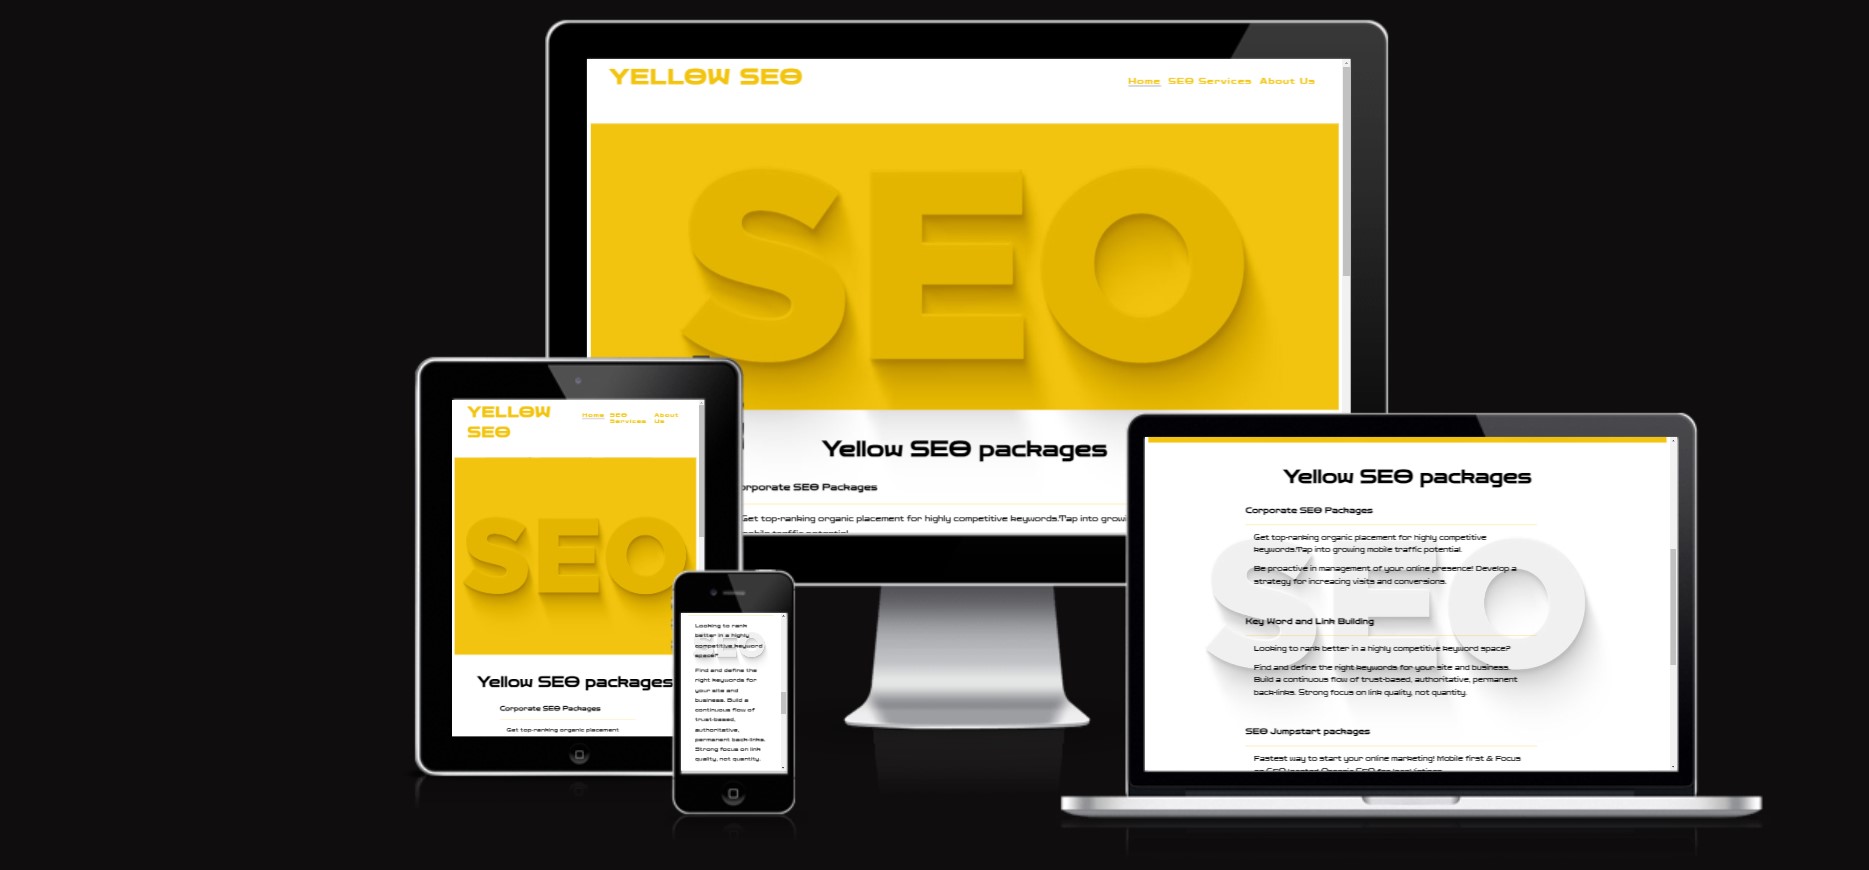 YELLOW SEO
Home SEO Services About Us
SEO
Yellow SEO packages
orporate SEO Packages
Get top-ranking organic placement for highly competitive keywords.Tap into growi
mobile traffic potential.
YELLOW
SEO
Home SEO
Services About
Us
SEO
Yellow SEO packages
Corporate SEO Packages
Get top-ranking organic placement
Looking to rank
better in a highly
competitive keyword
space?
SEO
Find and define the
right keywords for
your site and
business. Build a
continuous flow of
trust-based,
authoritative,
permanent back-links.
Strong focus on link
quality, not quantity.
Yellow SEO packages
Corporate SEO Packages
Get top-ranking organic placement for highly competitive
keywords.Tap into growing mobile traffic potential.
Be proactive in management of your online presence! Develop a
strategy for increasing visits and conversions.
SEO
Key Word and Link Building
Looking to rank better in a highly competitive keyword space?
Find and define the right keywords for your site and business.
Build a continuous flow of trust-based, authoritative, permanent
back-links. Strong focus on link quality, not quantity.
SEO Jumpstart packages
Fastest way to start your online marketing! Mobile first & Focus